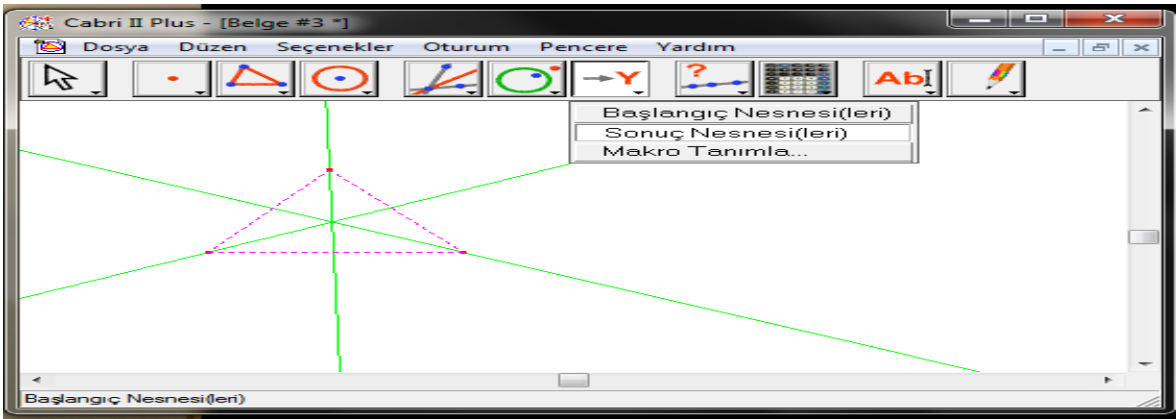 Cabri II Plus - [Belge #3 *]
Dosya Düzen Seçenekler Oturum Pencere Yardım
→Y ? AbI
Başlangıç Nesnesi(leri)
Sonuç Nesnesi(leri)
Makro Tanımla...
Başlangıç Nesnesi(leri)